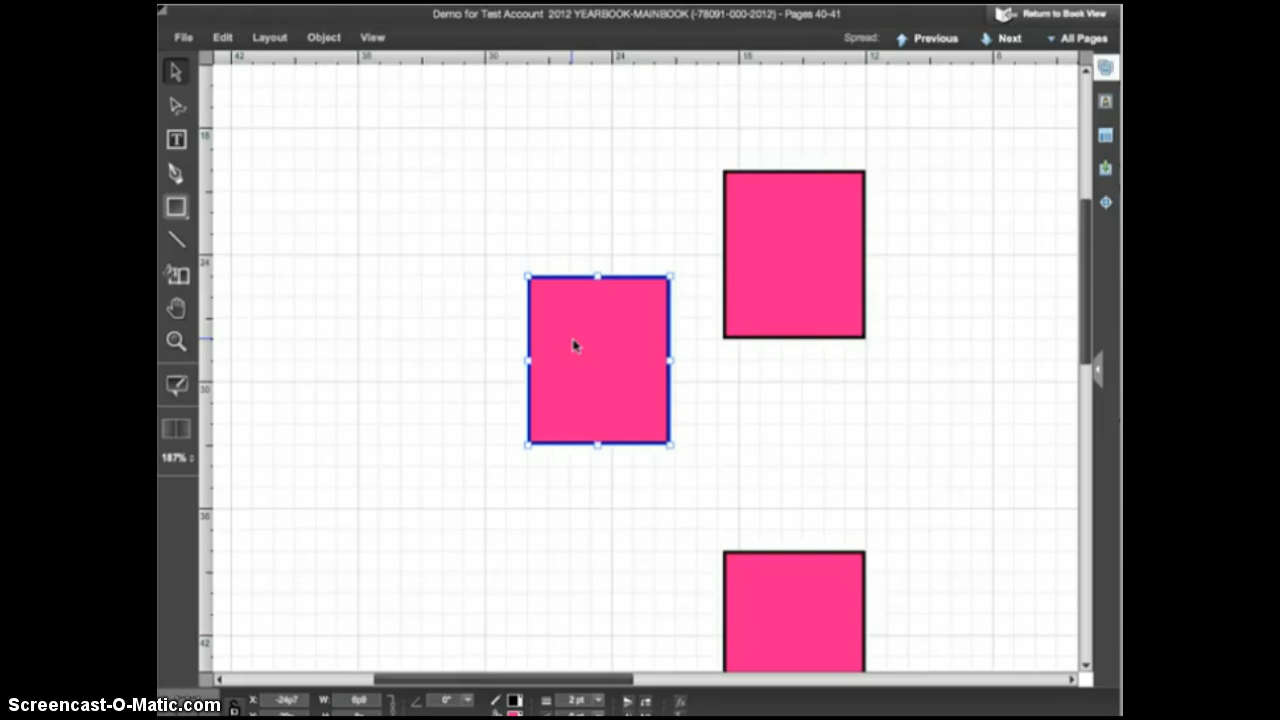 Demo for Test Account 2012 YEARBOOK-MAINBOOK (-78091-000-2012) - Pages 40-41
Return to Book View
File Edit Layout Object View
Spread: Previous Next All Pages
42 36 30 24 18 12 6
18
24
30
36
42
T
187%
X: -24p7 W: 6p8 0° 2 pt
Screencast-O-Matic.com